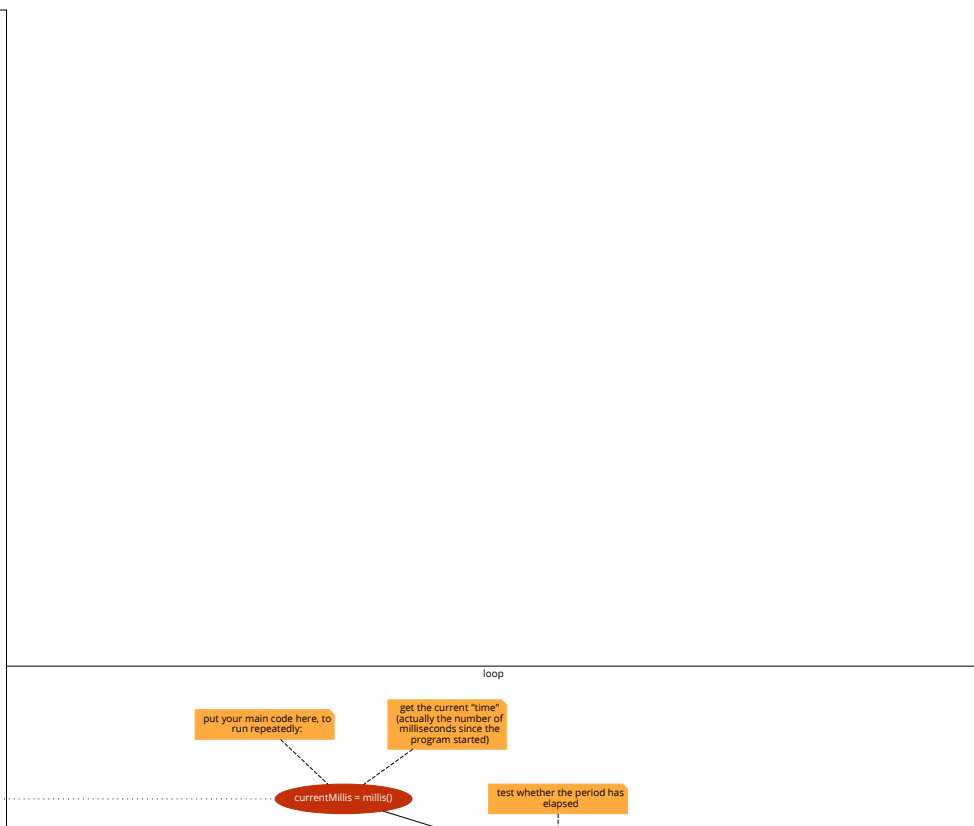 loop
put your main code here, to
run repeatedly:
get the current "time"
(actually the number of
milliseconds since the
program started)
currentMillis = millis()
test whether the period has
elapsed